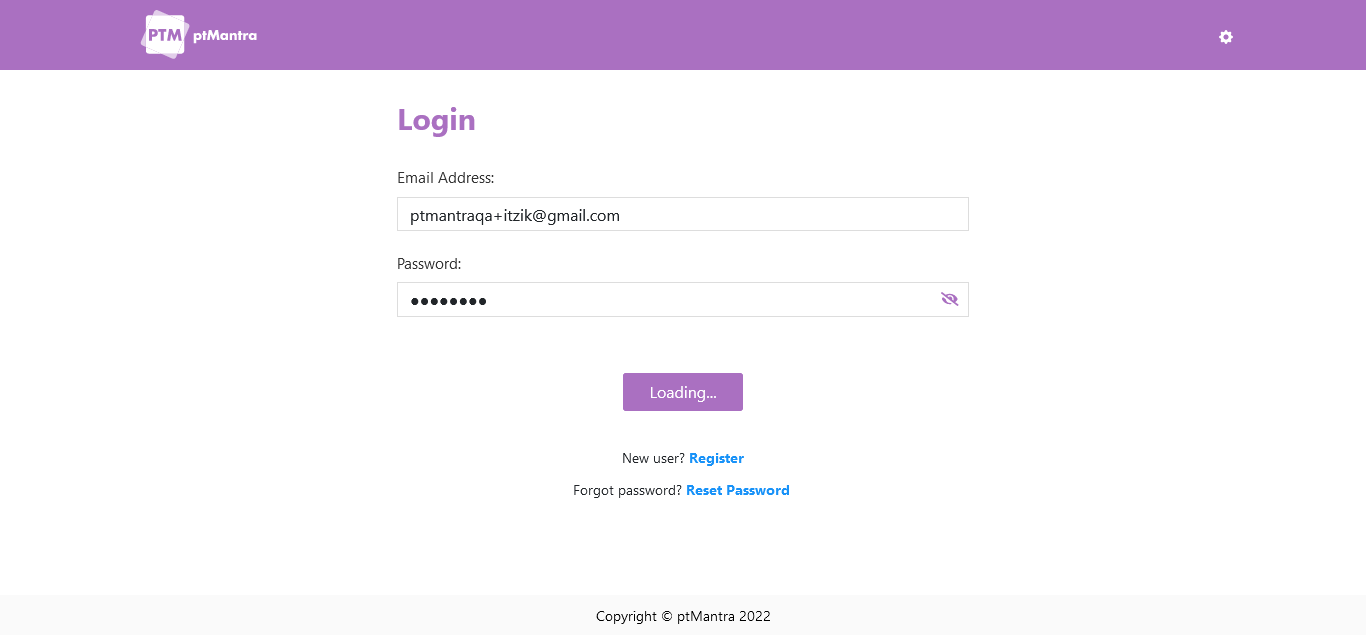 PTM ptMantra
Login
Email Address:
ptmantraqa+itzik@gmail.com
Password:
●●●●●●●●
Loading...
New user? Register
Forgot password? Reset Password
Copyright © ptMantra 2022